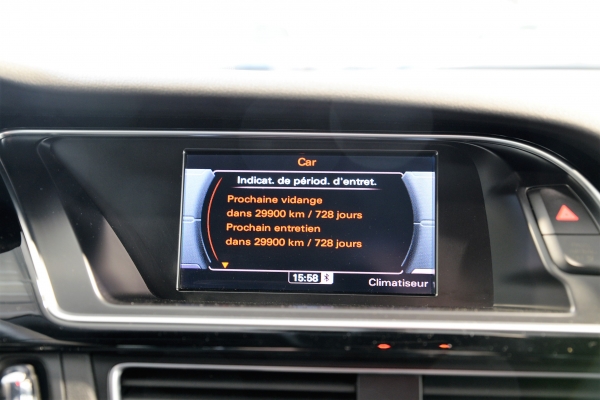 Car
Indicat. de périod. d'entret.
Prochaine vidange
dans 29900 km / 728 jours
Prochain entretien
dans 29900 km / 728 jours
15:58
Climatiseur